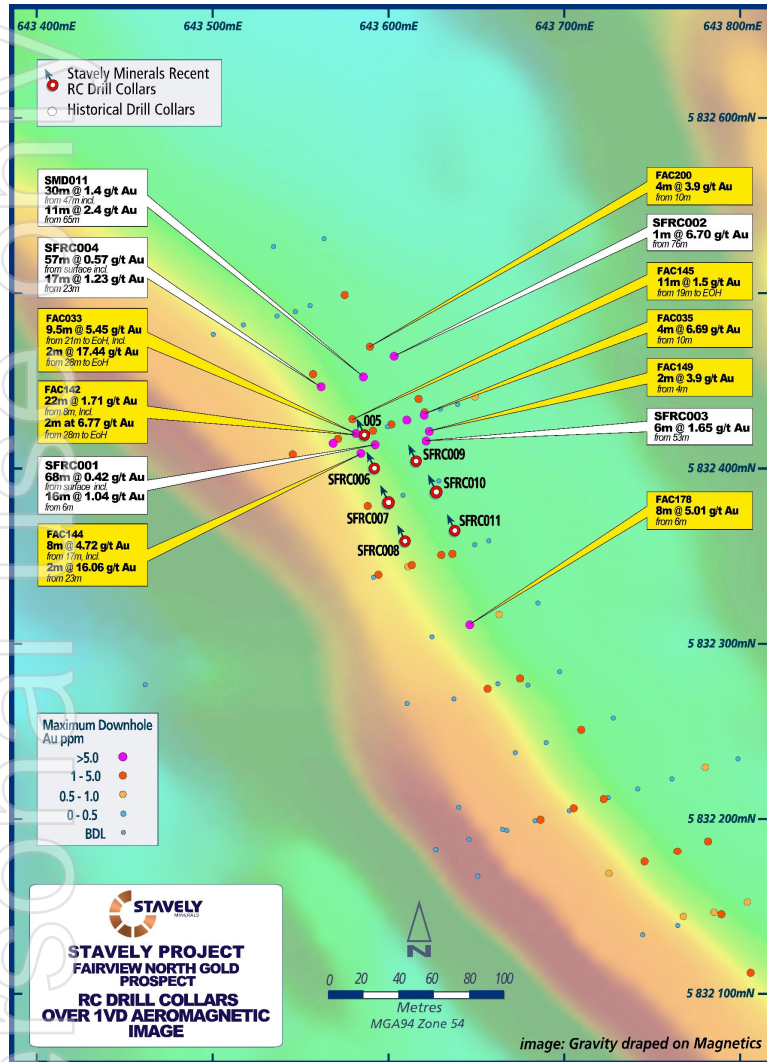 643 400mE
643 500mE
643 600mE
643 700mE
643 800mE
Stavely Minerals Recent
RC Drill Collars
Historical Drill Collars
5 832 600mN
SMD011
30m @ 1.4 g/t Au
from 47m incl
11m @ 2.4 g/t Au
from 65m
SFRC004
57m @ 0.57 g/t Au
from surface incl.
17m @ 1.23 g/t Au
from 23m
FAC033
9.5m @ 5.45 g/t Au
from 21m to EoH, Incl.
2m @ 17.44 g/t Au
from 28m to EoH
FAC142
22m @ 1.71 g/t Au
from 8m, Incl.
2m at 6.77 g/t Au
from 28m to EoH
SFRC001
68m @ 0.42 g/t Au
from surface incl.
16m @ 1.04 g/t Au
from 6m
FAC144
8m @ 4.72 g/t Au
from 17m, Incl.
2m @ 16.06 g/t Au
from 23m
FAC200
4m @ 3.9 g/t Au
from 10m
SFRC002
1m @ 6.70 g/t Au
from 76m
FAC145
11m @ 1.5 g/t Au
from 19m to EOH
FAC035
4m @ 6.69 g/t Au
from 10m
FAC149
2m @ 3.9 g/t Au
from 4m
SFRC003
6m @ 1.65 g/t Au
from 53m
5 832 400mN
FAC178
8m @ 5.01 g/t Au
from 6m
005
SFRC009
SFRC006
SFRC010
SFRC007
SFRC011
SFRC008
5 832 300mN
Maximum Downhole
Au ppm
>5.0
1 - 5.0
0.5 - 1.0
0 - 0.5
BDL
5 832 200mN
STAVELY
MINERALS
STAVELY PROJECT
FAIRVIEW NORTH GOLD
PROSPECT
RC DRILL COLLARS
OVER 1VD AEROMAGNETIC
IMAGE
N
0 20 40 60 80 100
Metres
MGA94 Zone 54
5 832 100mN
image: Gravity draped on Magnetics
ersonal use only